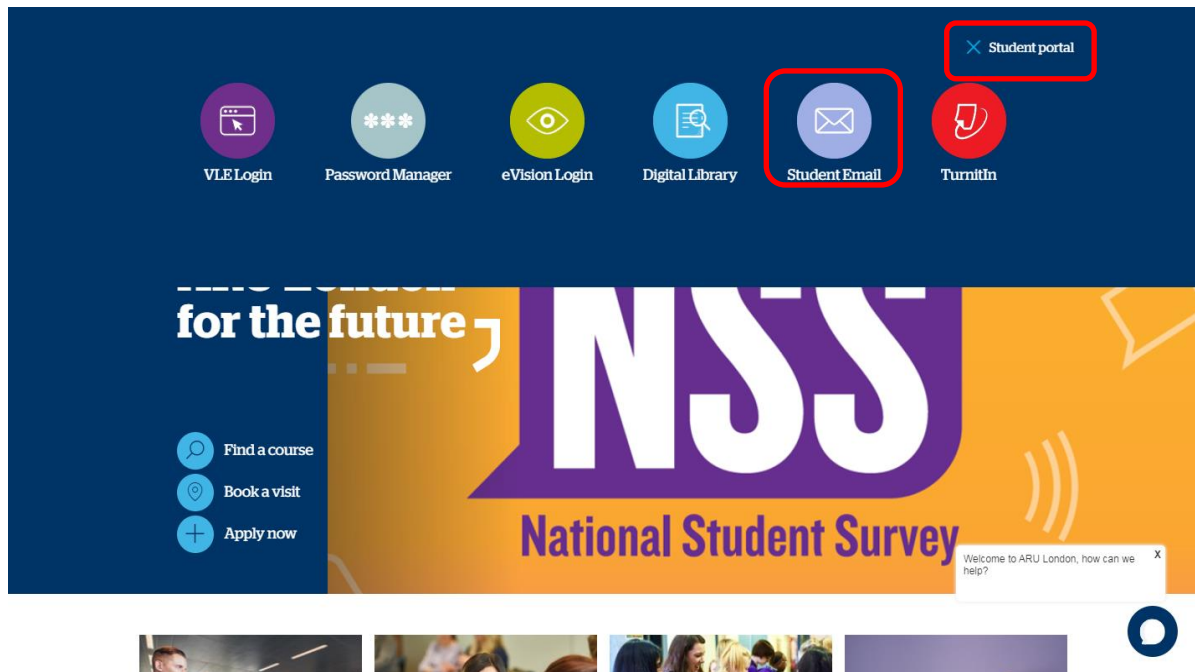 Student portal
VLE Login
Password Manager
eVision Login
Digital Library
Student Email
TurnitIn
for the future
NSS
National Student Survey
Find a course
Book a visit
Apply now
Welcome to ARU London, how can we
help?
X